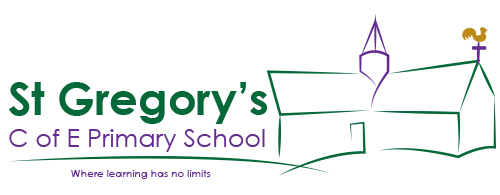 St Gregory's
C of E Primary School
Where learning has no limits